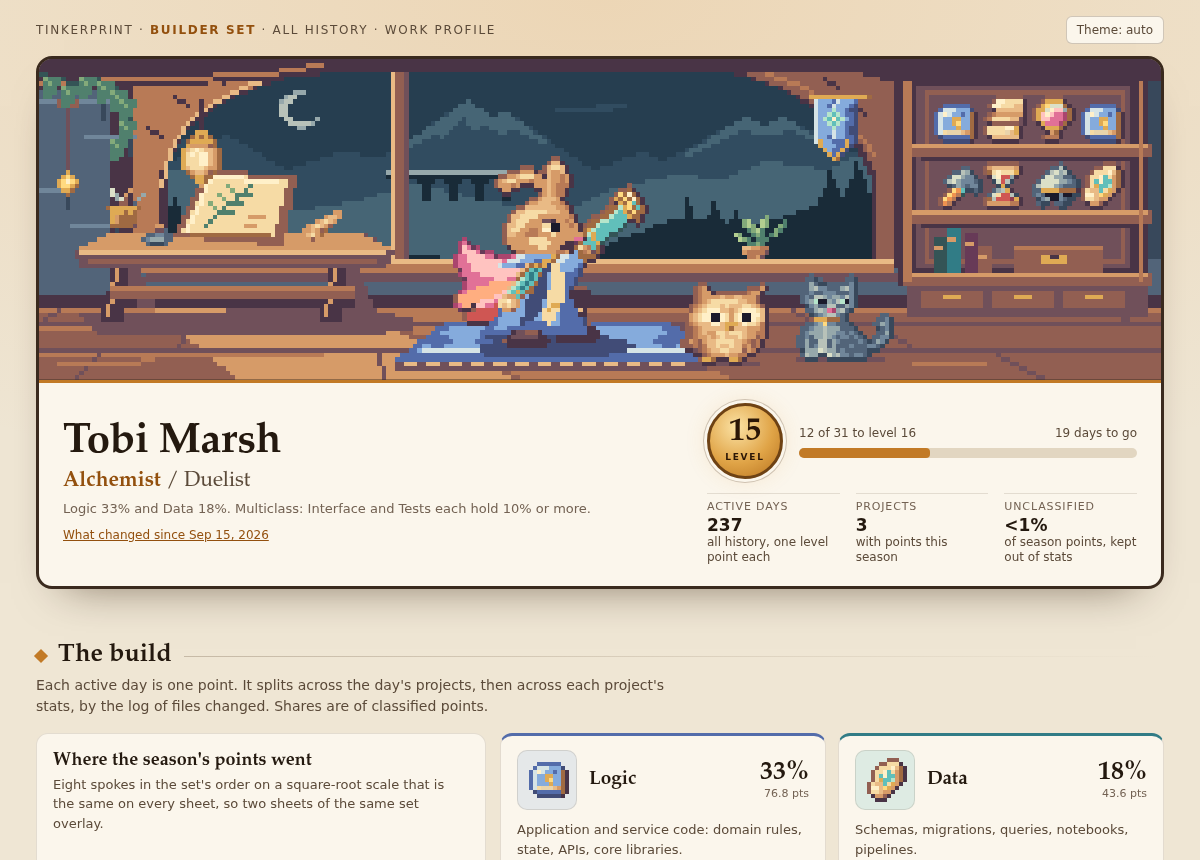 TINKERPRINT · BUILDER SET · ALL HISTORY · WORK PROFILE
Theme: auto
Tobi Marsh
Alchemist / Duelist
Logic 33% and Data 18%. Multiclass: Interface and Tests each hold 10% or more.
What changed since Sep 15, 2026
15
LEVEL
12 of 31 to level 16
19 days to go
ACTIVE DAYS
237
all history, one level
point each
PROJECTS
3
with points this
season
UNCLASSIFIED
<1%
of season points, kept
out of stats
The build
Each active day is one point. It splits across the day's projects, then across each project's
stats, by the log of files changed. Shares are of classified points.
Where the season's points went
Eight spokes in the set's order on a square-root scale that is
the same on every sheet, so two sheets of the same set
overlay.
Logic
33%
76.8 pts
Application and service code: domain rules,
state, APIs, core libraries.
Data
18%
43.6 pts
Schemas, migrations, queries, notebooks,
pipelines.